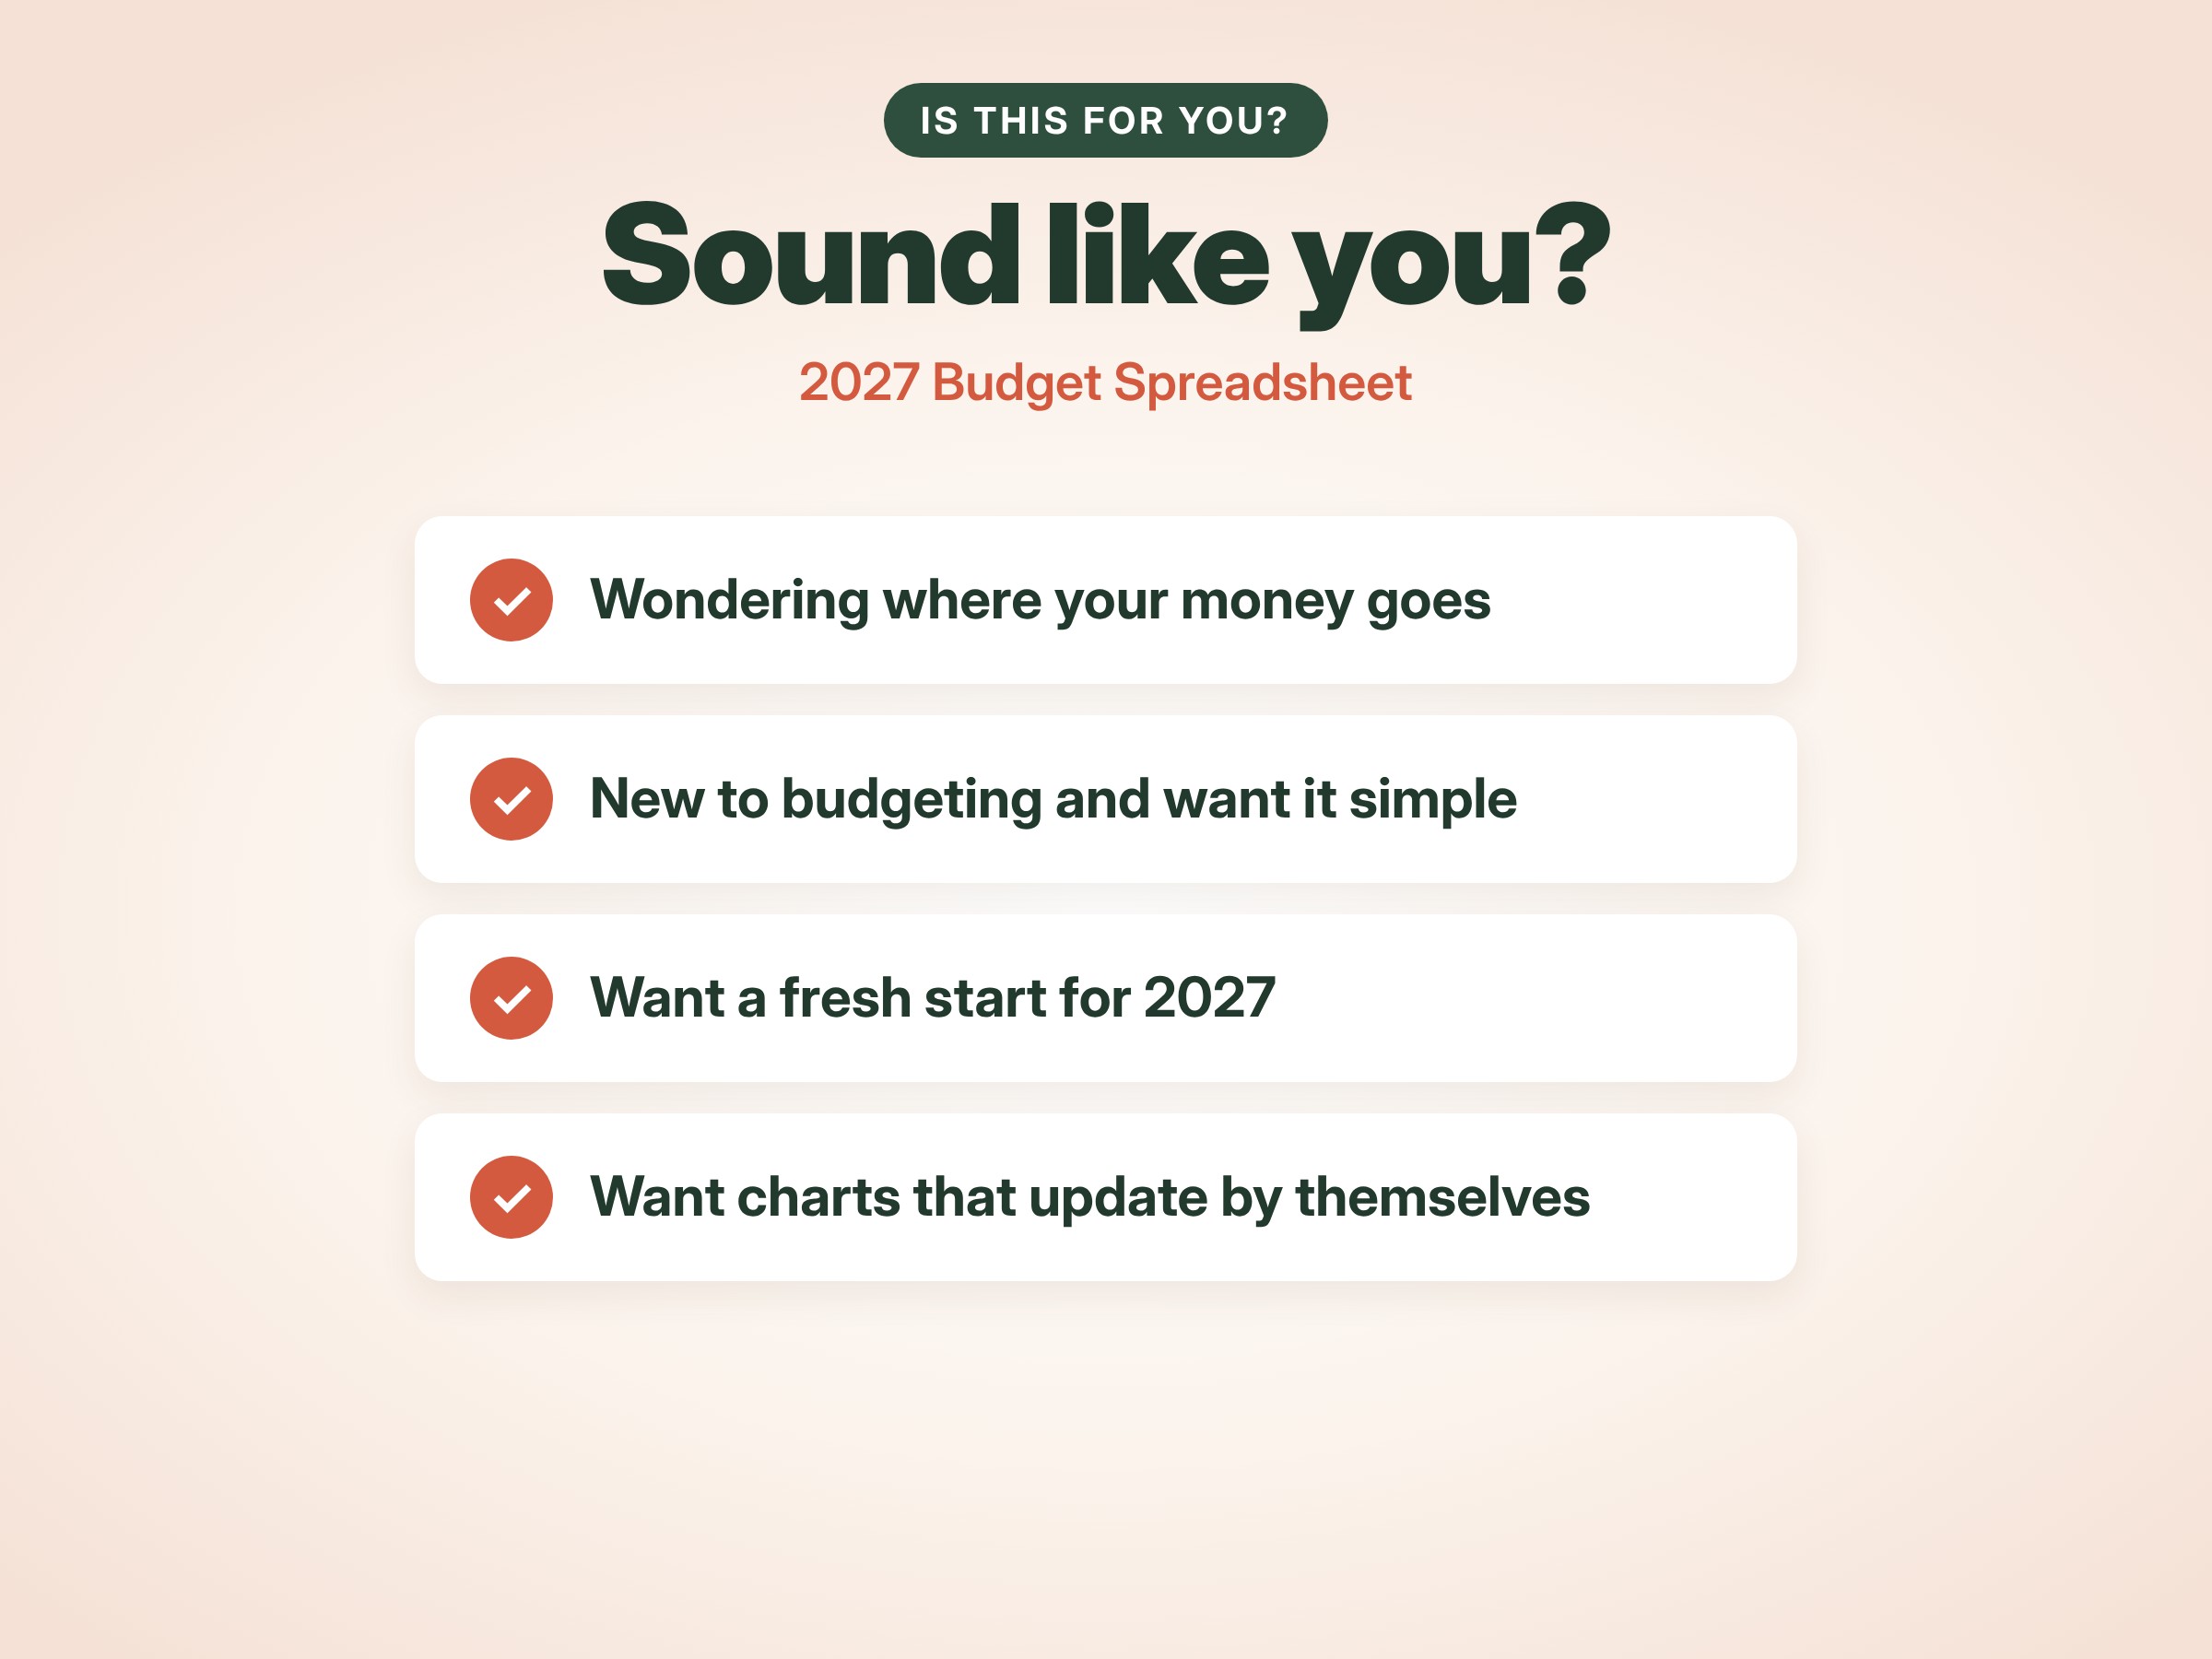 IS THIS FOR YOU?
Sound like you?
2027 Budget Spreadsheet
Wondering where your money goes
New to budgeting and want it simple
Want a fresh start for 2027
Want charts that update by themselves